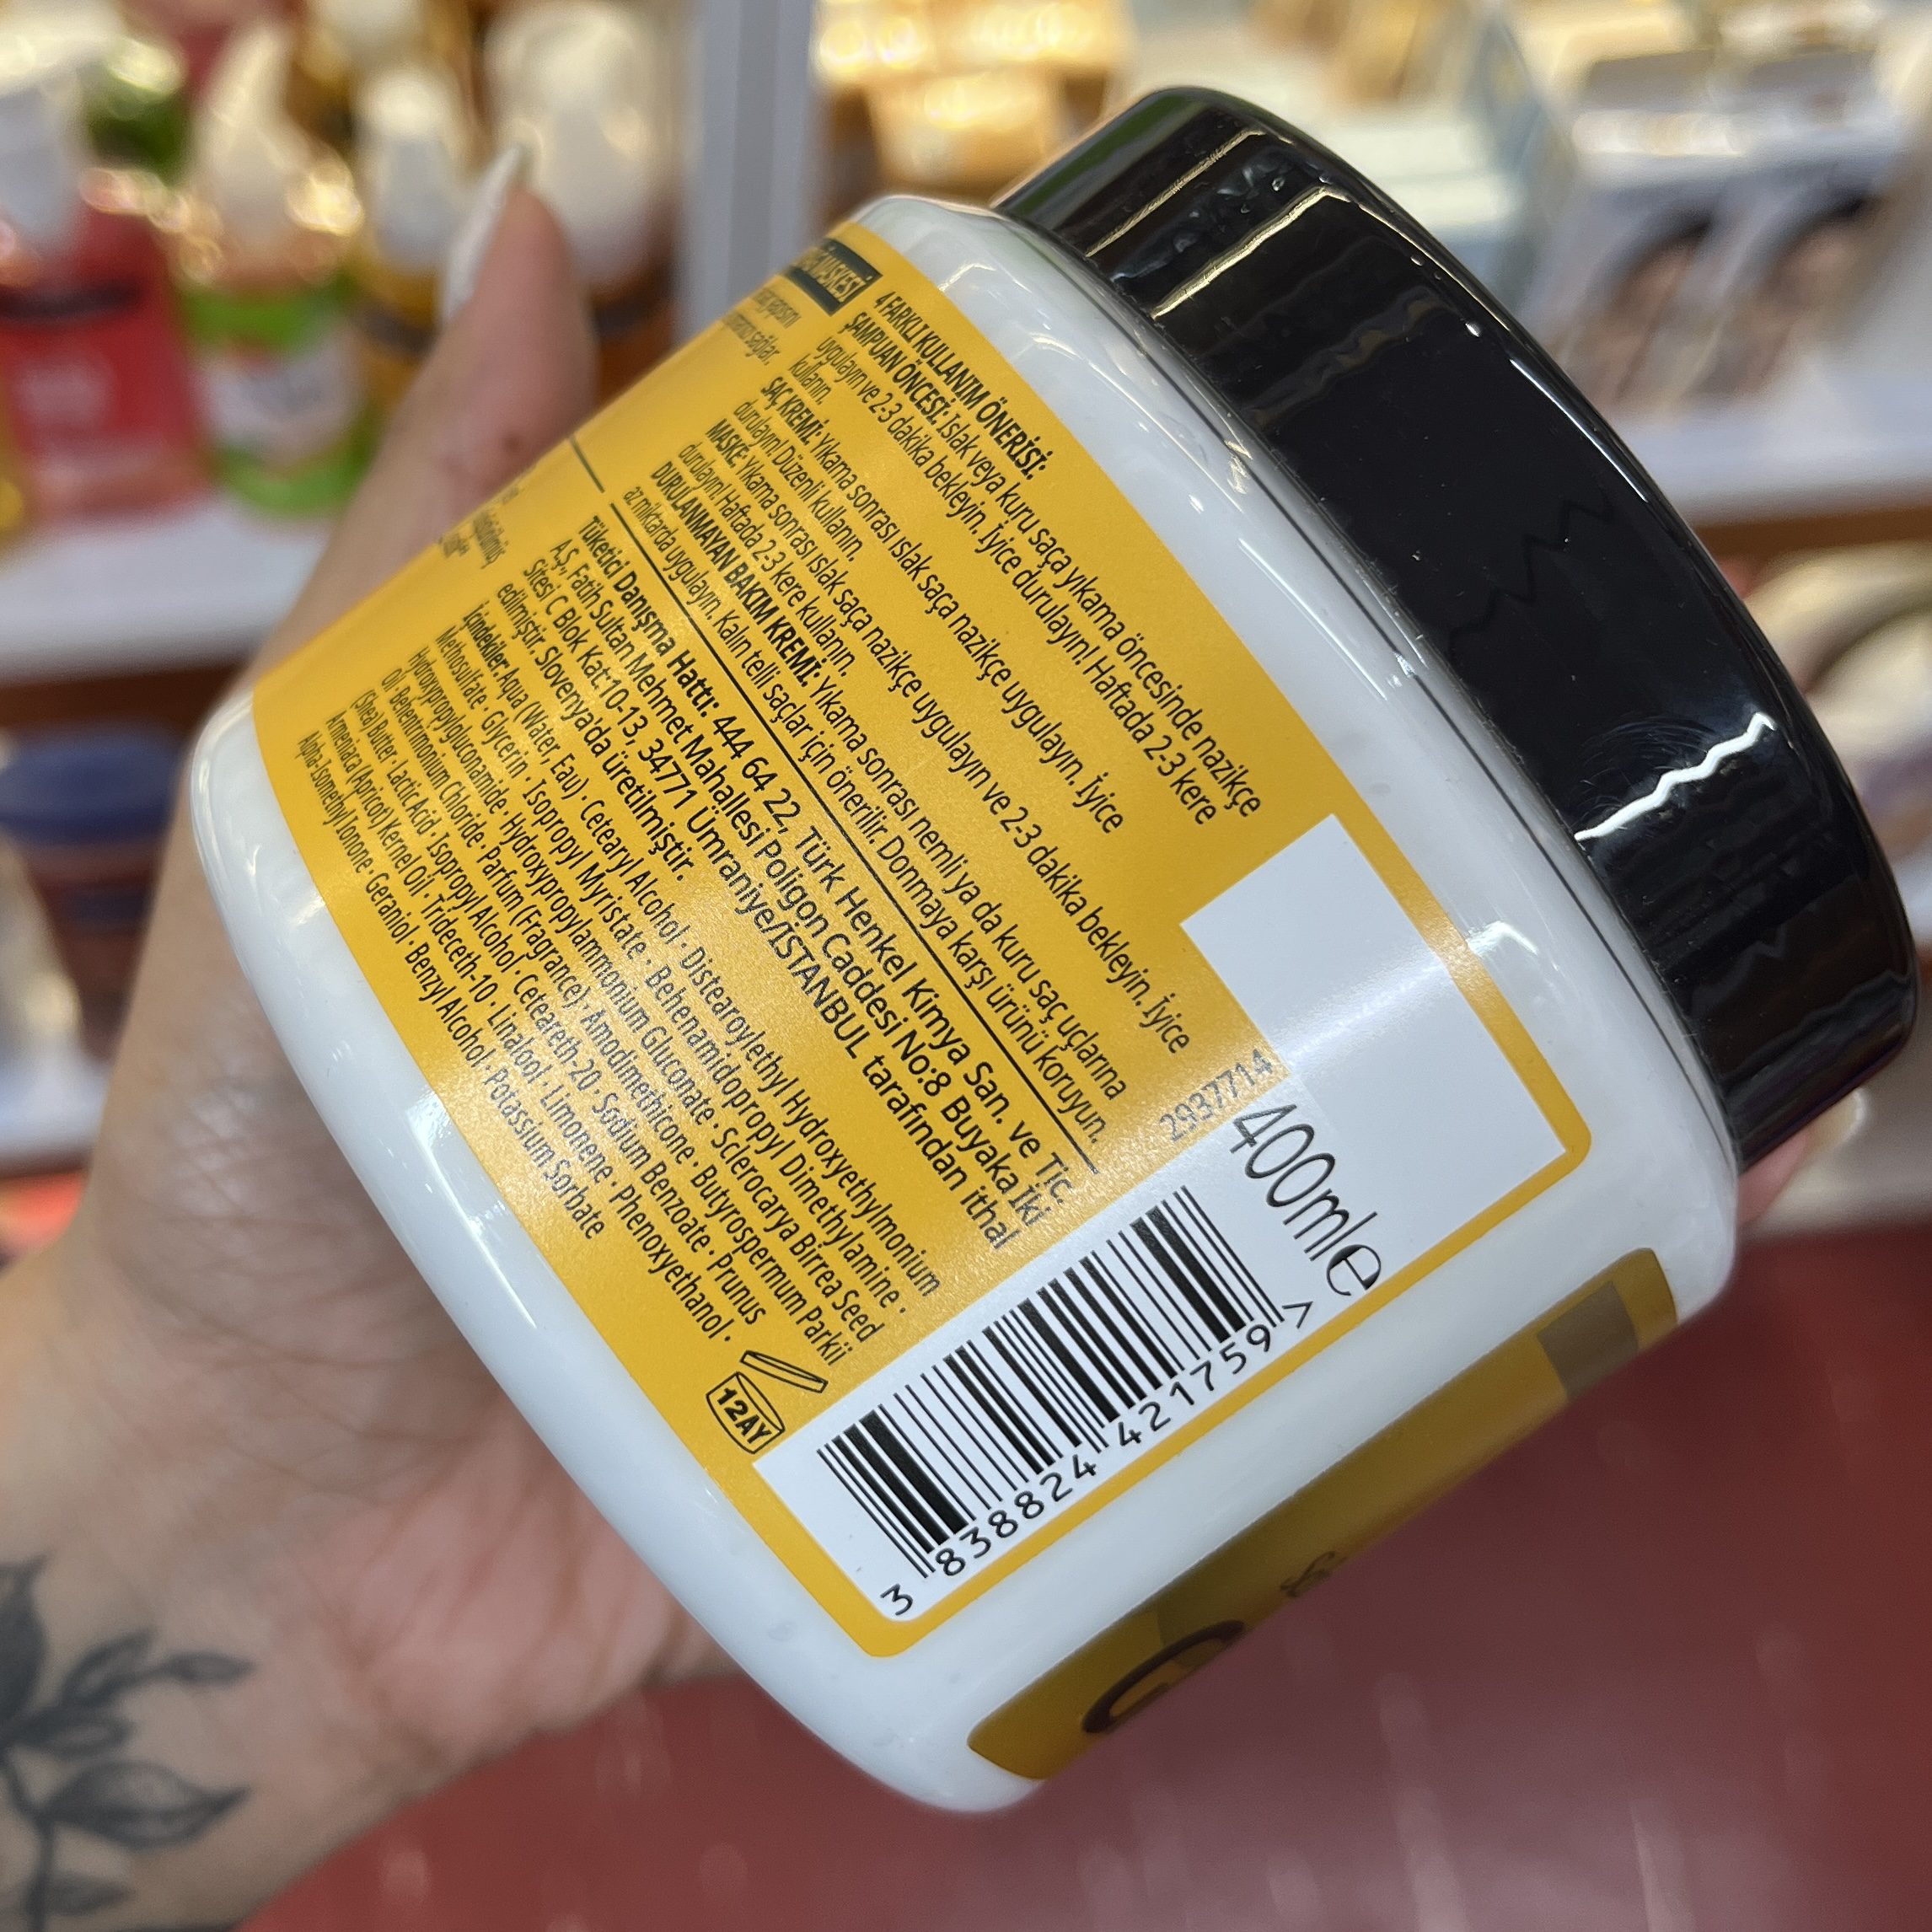 MASKESİ
sağlar.
4 FARKLI KULLANIM ÖNERİSİ:
ŞAMPUAN ÖNCESİ: Islak veya kuru saça yıkama öncesinde nazikçe
uygulayın ve 2-3 dakika bekleyin. İyice durulayın! Haftada 2-3 kere
kullanın.
SAÇ KREMİ: Yıkama sonrası ıslak saça nazikçe uygulayın. İyice
durulayın! Düzenli kullanın.
MASKE: Yıkama sonrası ıslak saça nazikçe uygulayın ve 2-3 dakika bekleyin. İyice
durulayın! Haftada 2-3 kere kullanın.
DURULANMAYAN BAKIM KREMİ: Yıkama sonrası nemli ya da kuru saç uçlarına
az miktarda uygulayın. Kalın telli saçlar için önerilir. Donmaya karşı ürünü koruyun.
Tüketici Danışma Hattı: 444 64 22, Türk Henkel Kimya San. ve Tic.
A.Ş., Fatih Sultan Mehmet Mahallesi Poligon Caddesi No:8 Buyaka İki
Sitesi C Blok Kat:10-13, 34771 Ümraniye/İSTANBUL tarafından ithal
edilmiştir. Slovenya'da üretilmiştir.
İçindekiler: Aqua (Water, Eau) · Cetearyl Alcohol · Distearoylethyl Hydroxyethylmonium
Methosulfate · Glycerin · Isopropyl Myristate · Behenamidopropyl Dimethylamine ·
Hydroxypropylgluconamide · Hydroxypropylammonium Gluconate · Sclerocarya Birrea Seed
Oil · Behentrimonium Chloride · Parfum (Fragrance) · Amodimethicone · Butyrospermum Parkii
(Shea) Butter · Lactic Acid · Isopropyl Alcohol · Ceteareth-20 · Sodium Benzoate · Prunus
Armeniaca (Apricot) Kernel Oil · Trideceth-10 · Linalool · Limonene · Phenoxyethanol ·
Alpha-Isomethyl Ionone · Geraniol · Benzyl Alcohol · Potassium Sorbate
12AY
2937714
400ml e
3 838824 421759 >